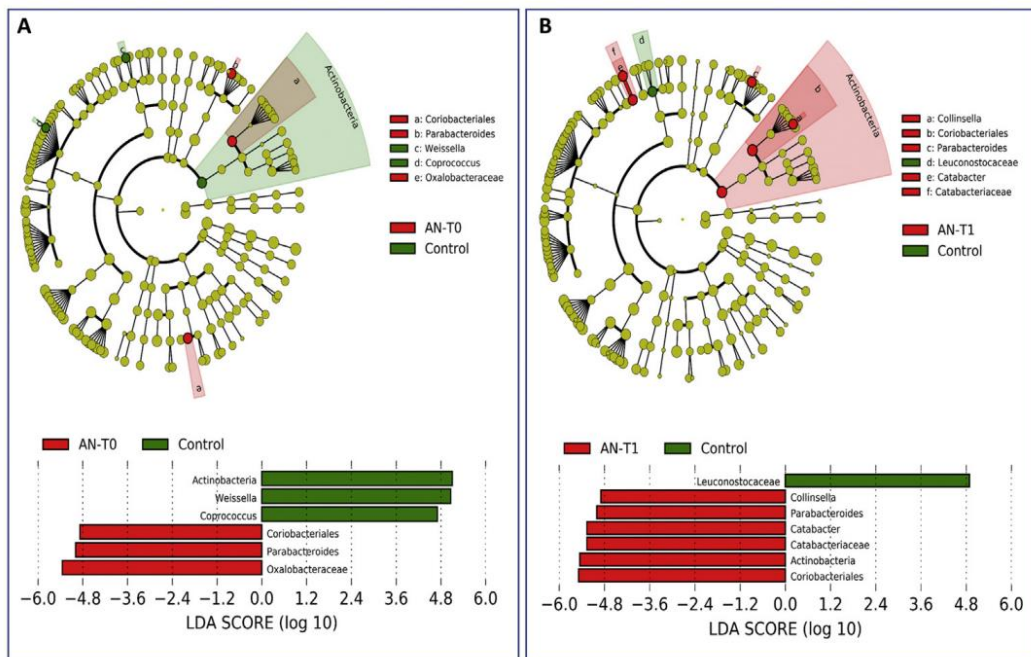 A
c
b
a
Actinobacteria
d
e
a: Coriobacteriales
b: Parabacteroides
c: Weissella
d: Coprococcus
e: Oxalobacteraceae
AN-T0
Control
AN-T0 Control
Actinobacteria
Weissella
Coprococcus
Coriobacteriales
Parabacteroides
Oxalobacteraceae
−6.0 −4.8 −3.6 −2.4 −1.2 0.0 1.2 2.4 3.6 4.8 6.0
LDA SCORE (log 10)
B
f
d
e
c
b
a
Actinobacteria
a: Collinsella
b: Coriobacteriales
c: Parabacteroides
d: Leuconostocaceae
e: Catabacter
f: Catabacteriaceae
AN-T1
Control
AN-T1 Control
Leuconostocaceae
Collinsella
Parabacteroides
Catabacter
Catabacteriaceae
Actinobacteria
Coriobacteriales
−6.0 −4.8 −3.6 −2.4 −1.2 0.0 1.2 2.4 3.6 4.8 6.0
LDA SCORE (log 10)